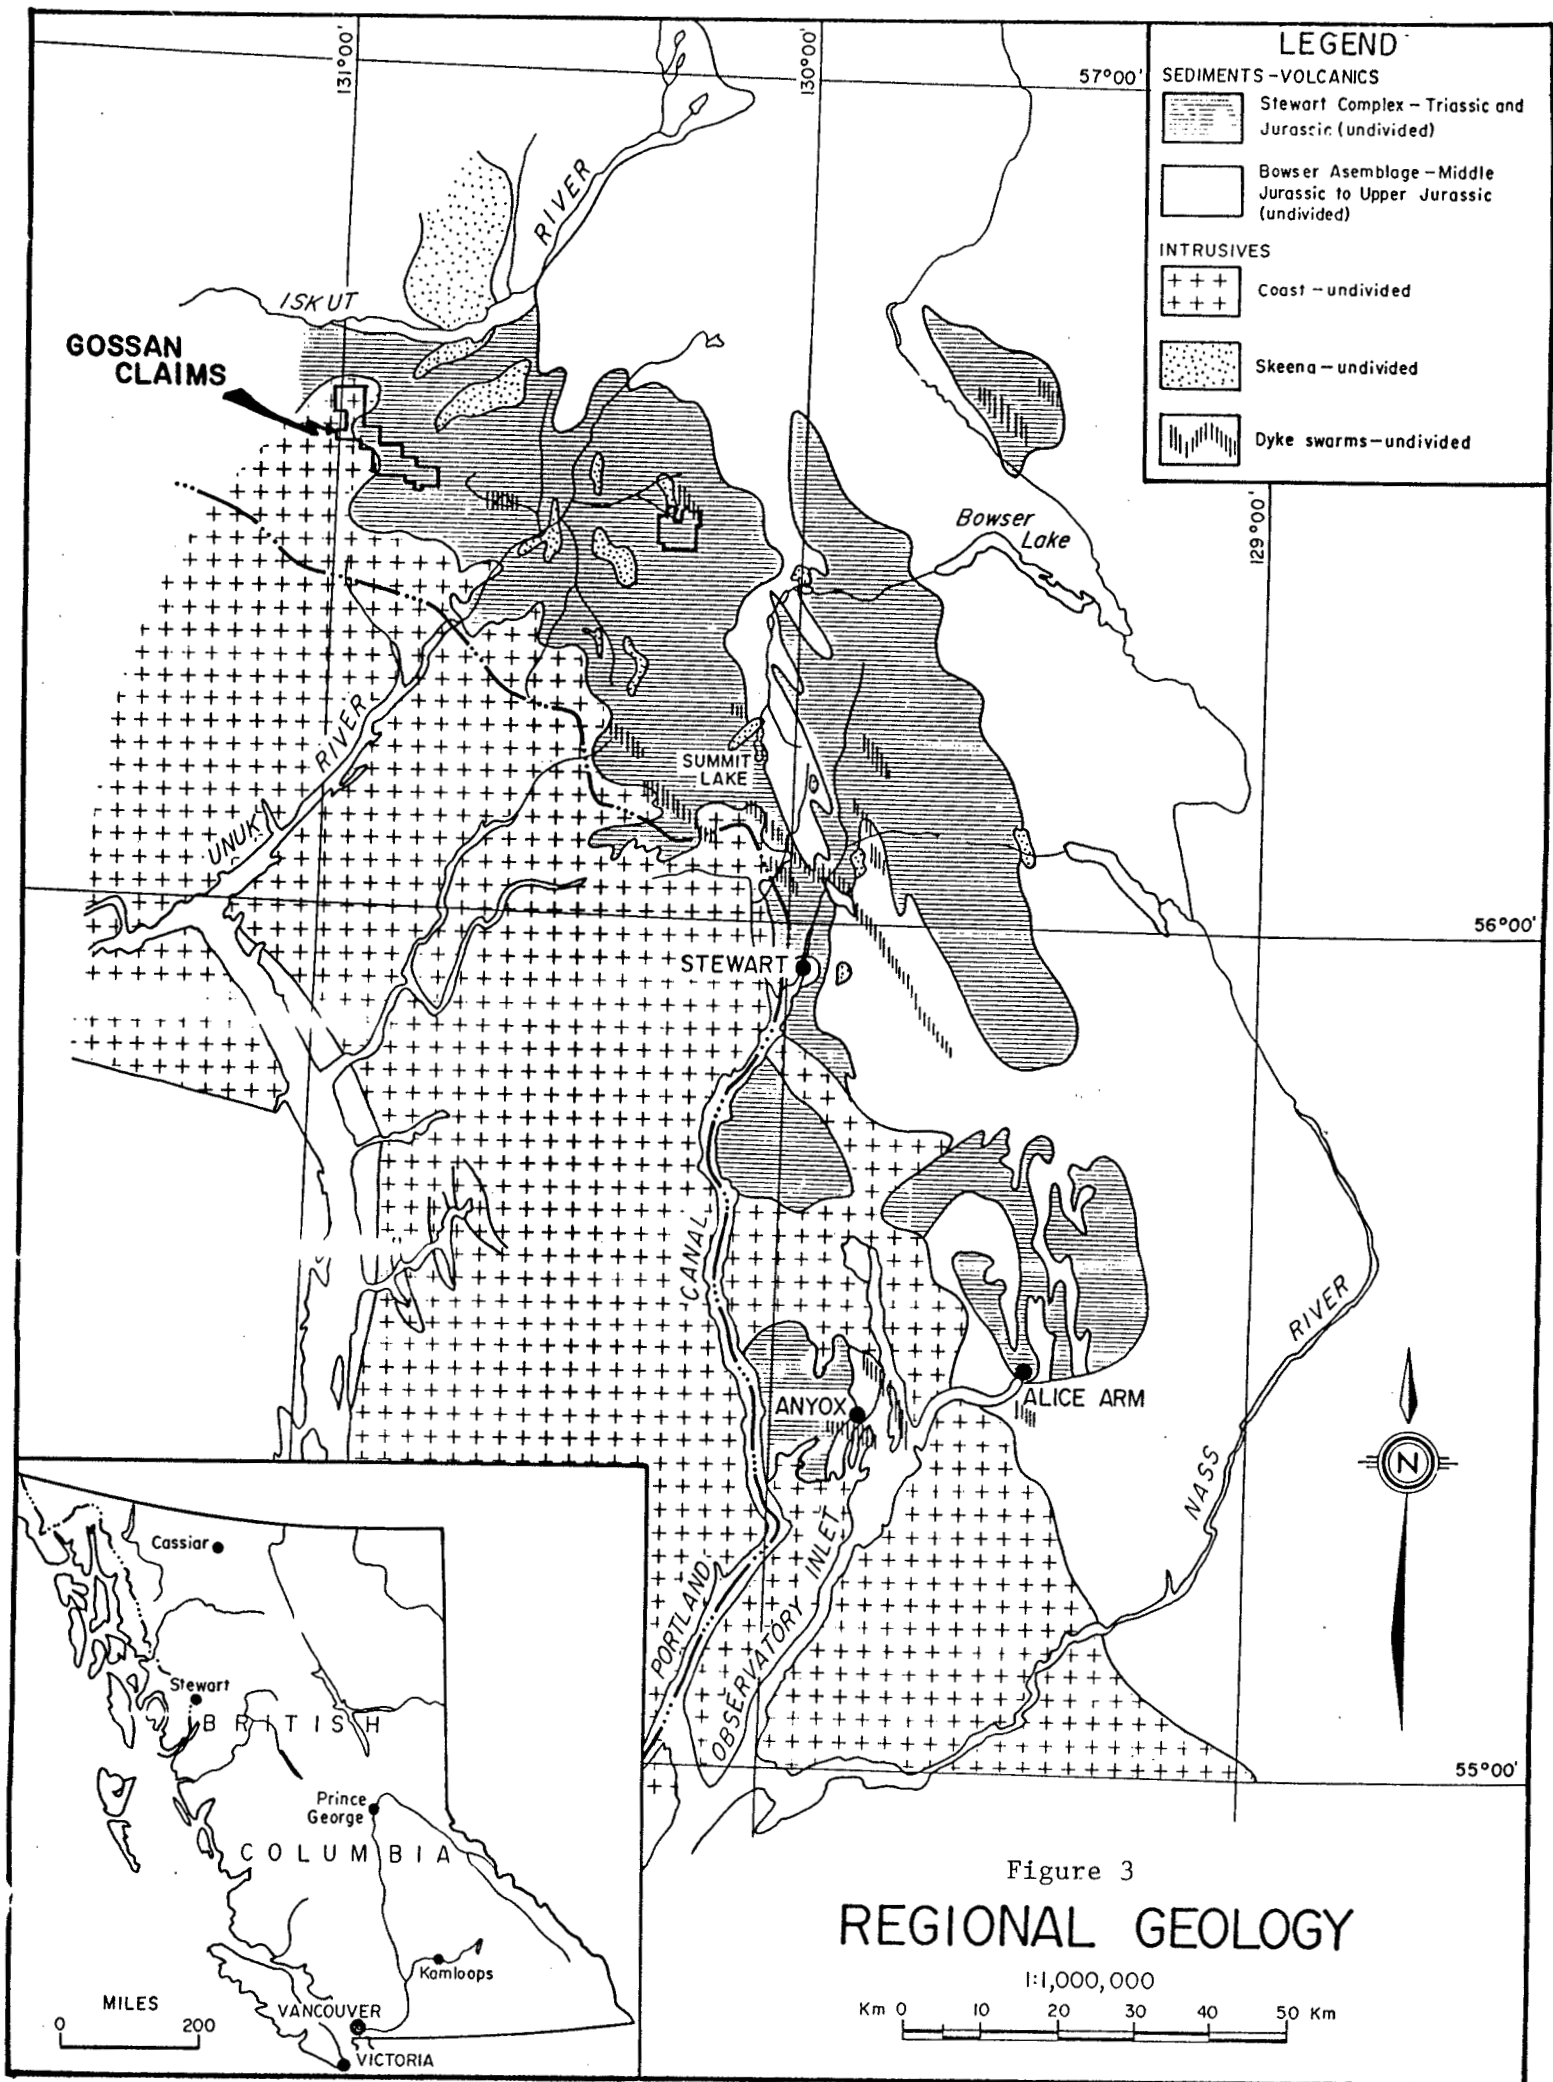 LEGEND
SEDIMENTS-VOLCANICS
Stewart Complex - Triassic and
Jurassic (undivided)
Bowser Asemblage - Middle
Jurassic to Upper Jurassic
(undivided)
INTRUSIVES
Coast - undivided
Skeena - undivided
Dyke swarms - undivided
131°00'
130°00'
57°00'
129°00'
56°00'
55°00'
RIVER
ISKUT
GOSSAN
CLAIMS
Bowser
Lake
RIVER
UNUK
SUMMIT
LAKE
STEWART
CANAL
PORTLAND
ANYOX
ALICE ARM
OBSERVATORY INLET
RIVER
NASS
N
Cassiar
Stewart
BRITISH
Prince
George
COLUMBIA
Kamloops
MILES
0 200
VANCOUVER
VICTORIA
Figure 3
REGIONAL GEOLOGY
1:1,000,000
Km 0 10 20 30 40 50 Km